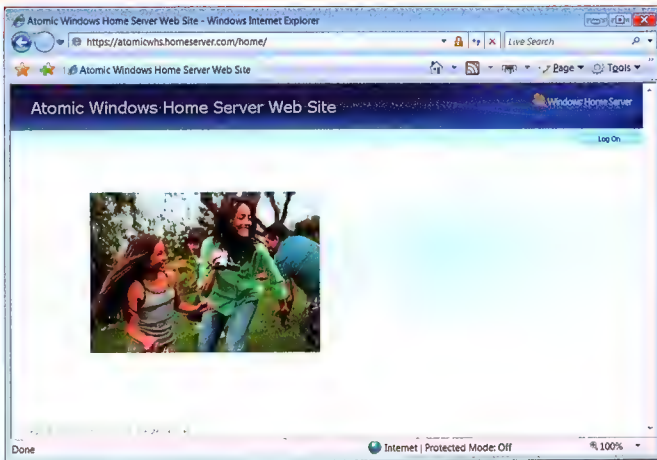 Atomic Windows Home Server Web Site - Windows Internet Explorer
https://atomicwhs.homeserver.com/home/
Live Search
Atomic Windows Home Server Web Site
Page
Tools
Atomic Windows Home Server Web Site
Windows Home Server
Log On
Done
Internet | Protected Mode: Off
100%